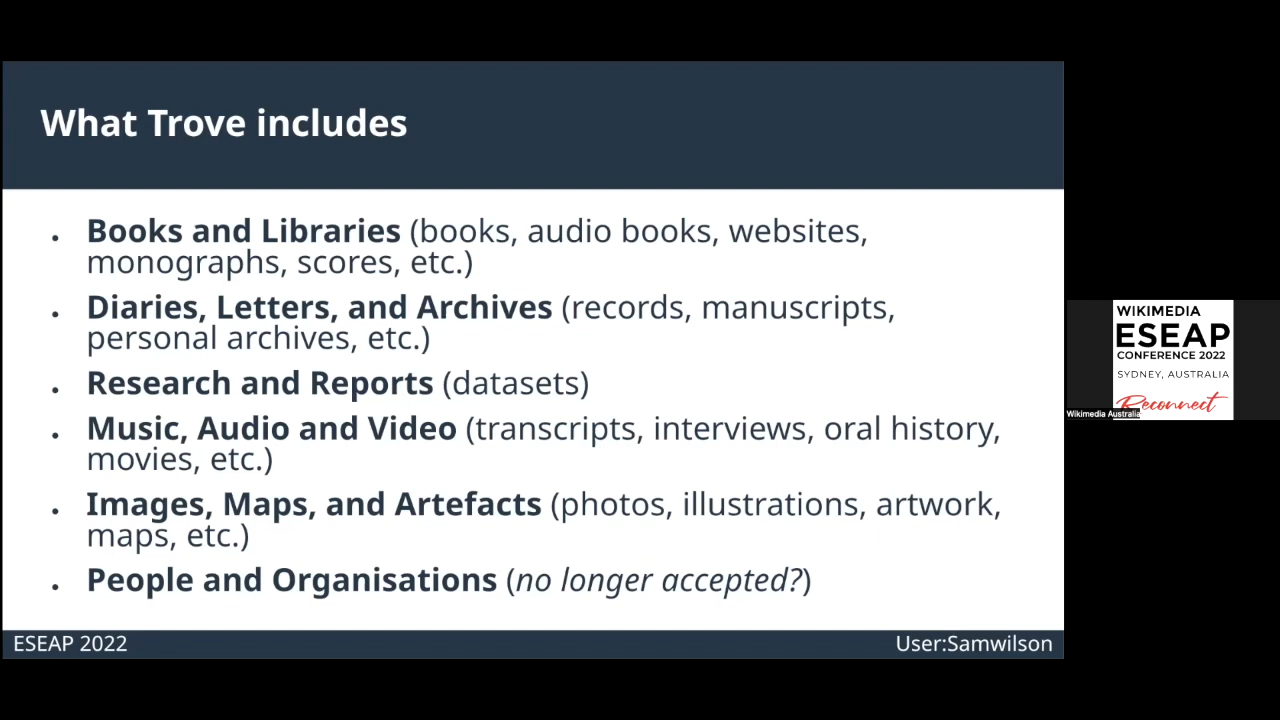 What Trove includes
• Books and Libraries (books, audio books, websites,
monographs, scores, etc.)
• Diaries, Letters, and Archives (records, manuscripts,
personal archives, etc.)
• Research and Reports (datasets)
• Music, Audio and Video (transcripts, interviews, oral history,
movies, etc.)
• Images, Maps, and Artefacts (photos, illustrations, artwork,
maps, etc.)
• People and Organisations (no longer accepted?)
ESEAP 2022
User:Samwilson
WIKIMEDIA
ESEAP
CONFERENCE 2022
SYDNEY, AUSTRALIA
Reconnect
Wikimedia Australia